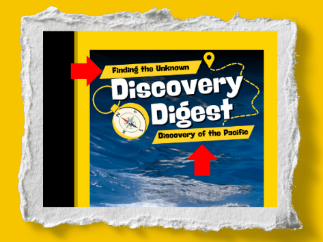 Finding the Unknown
Discovery
Digest
Discovery of the Pacific